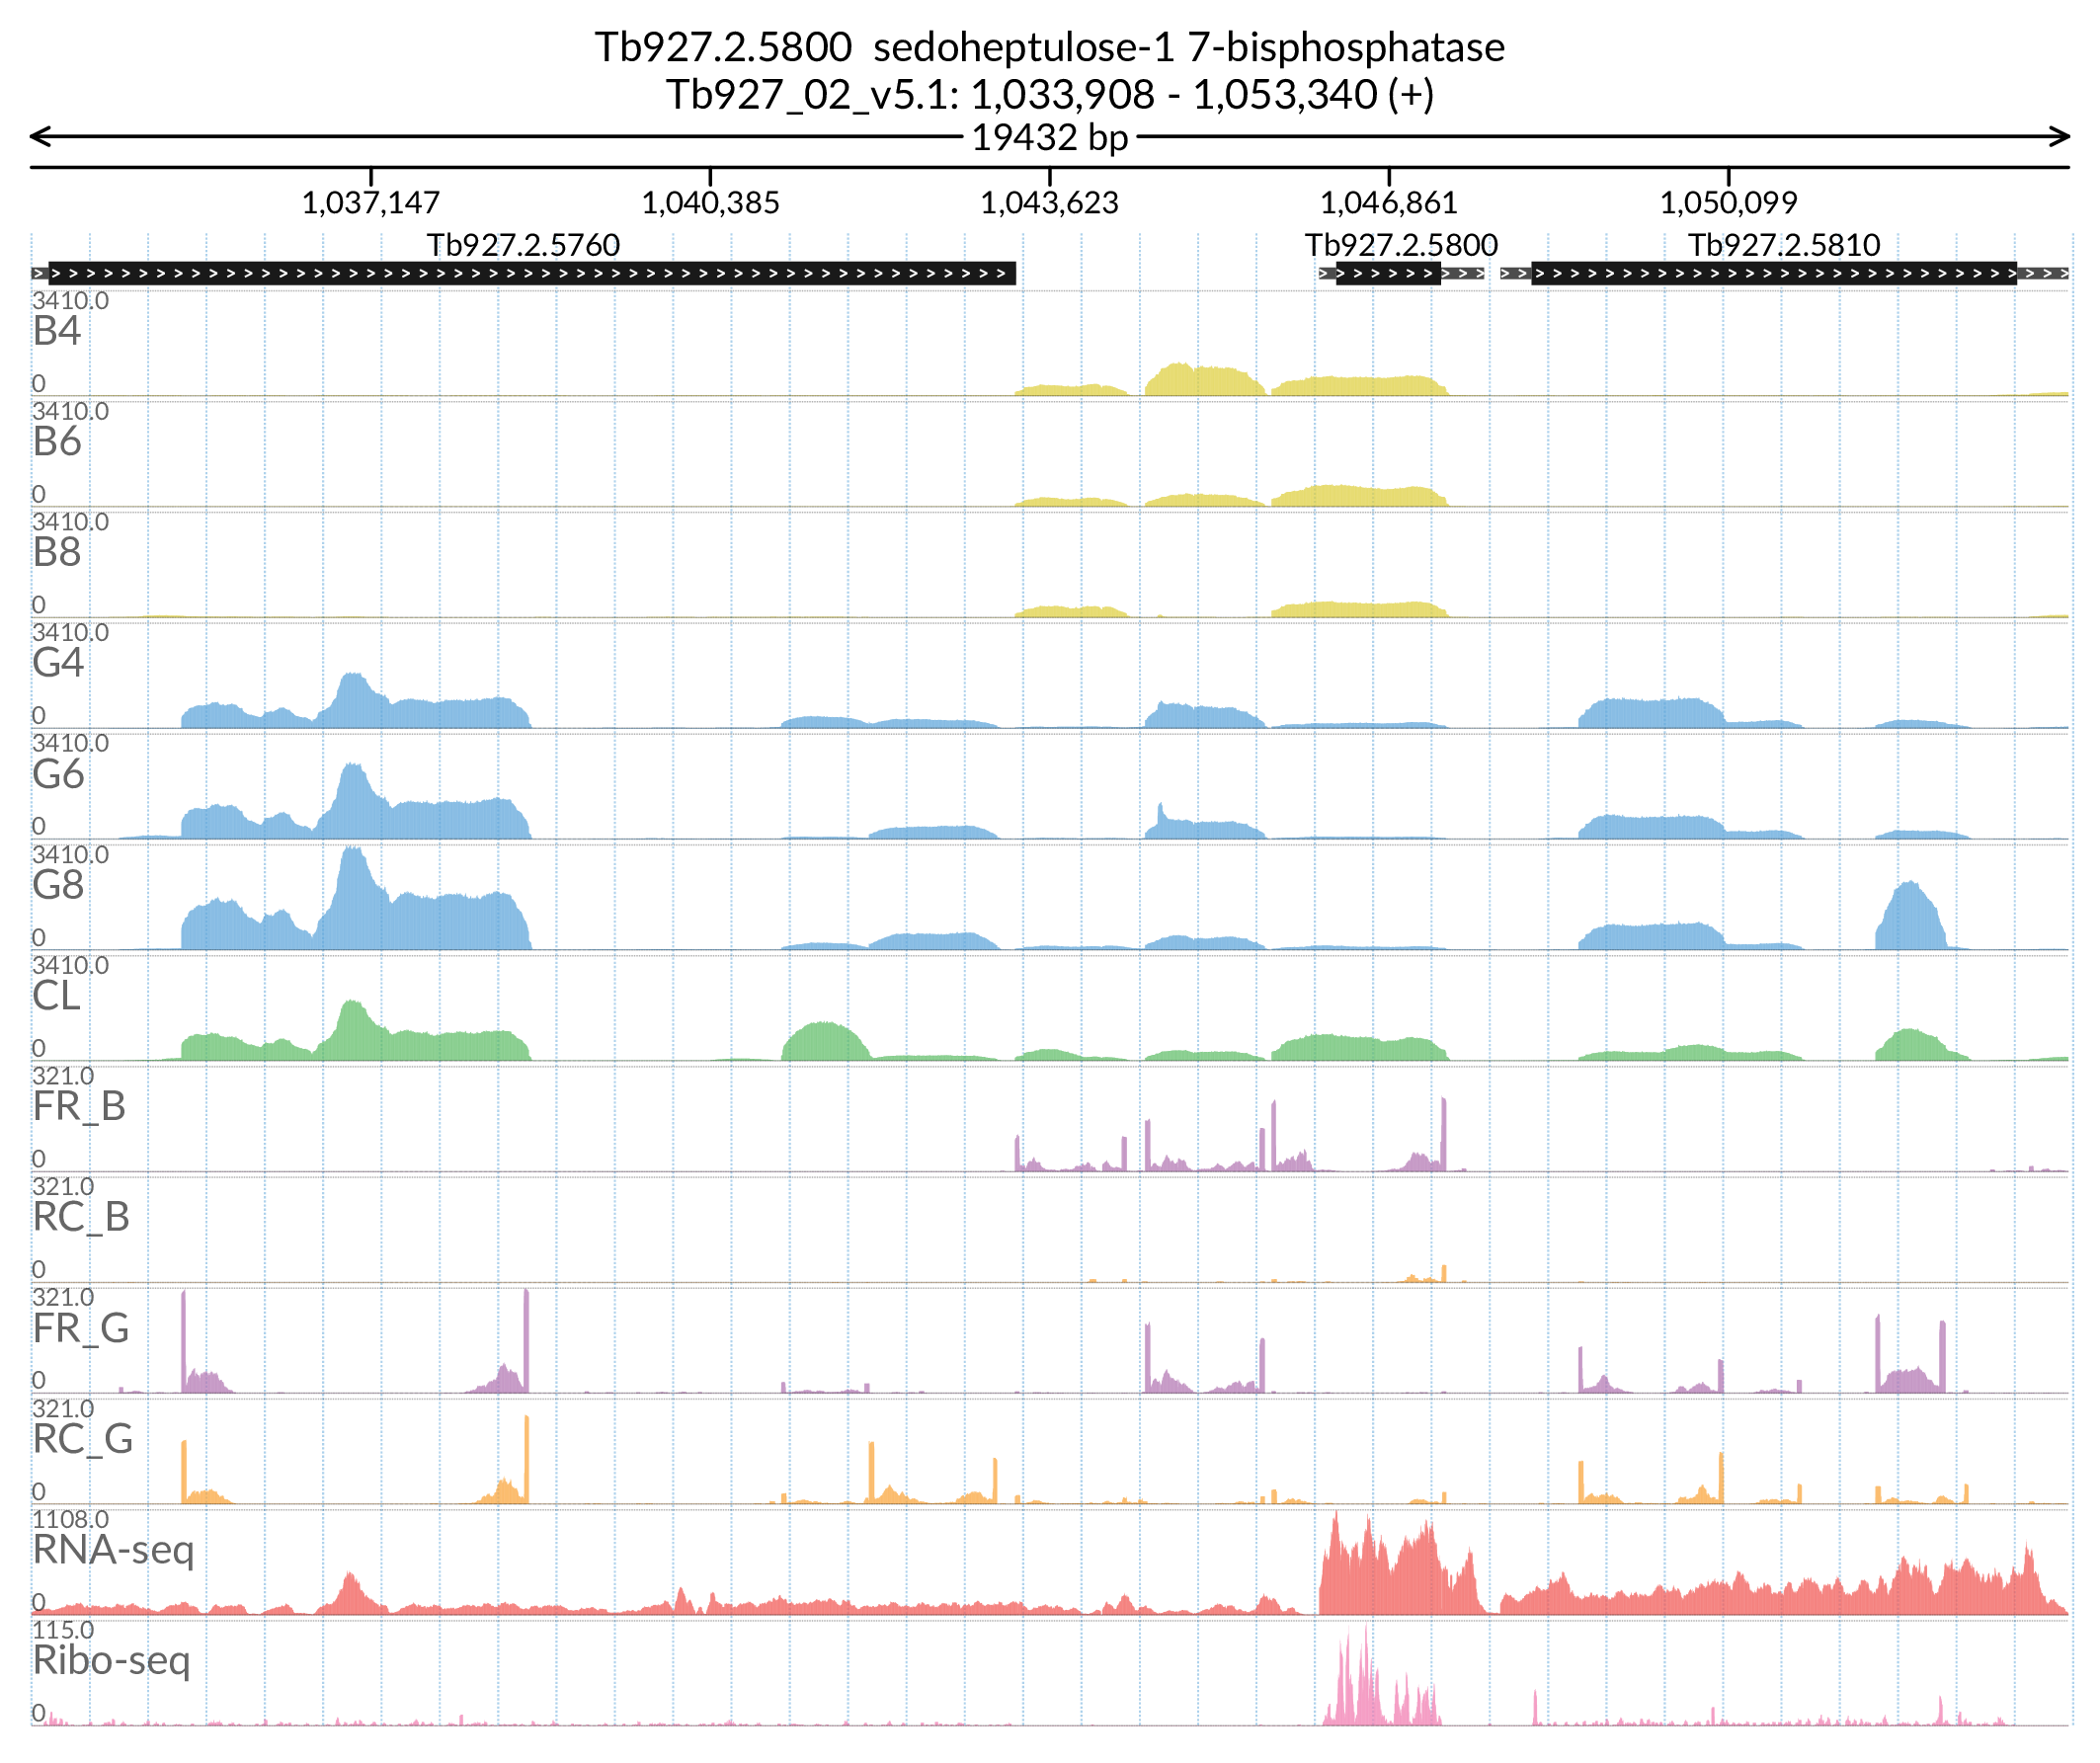 Tb927.2.5800  sedoheptulose-1 7-bisphosphatase
Tb927_02_v5.1: 1,033,908 - 1,053,340 (+)
19432 bp
1,037,147 1,040,385 1,043,623 1,046,861 1,050,099
Tb927.2.5760 Tb927.2.5800 Tb927.2.5810
3410.0
B4
0
3410.0
B6
0
3410.0
B8
0
3410.0
G4
0
3410.0
G6
0
3410.0
G8
0
3410.0
CL
0
321.0
FR_B
0
321.0
RC_B
0
321.0
FR_G
0
321.0
RC_G
0
1108.0
RNA-seq
0
115.0
Ribo-seq
0